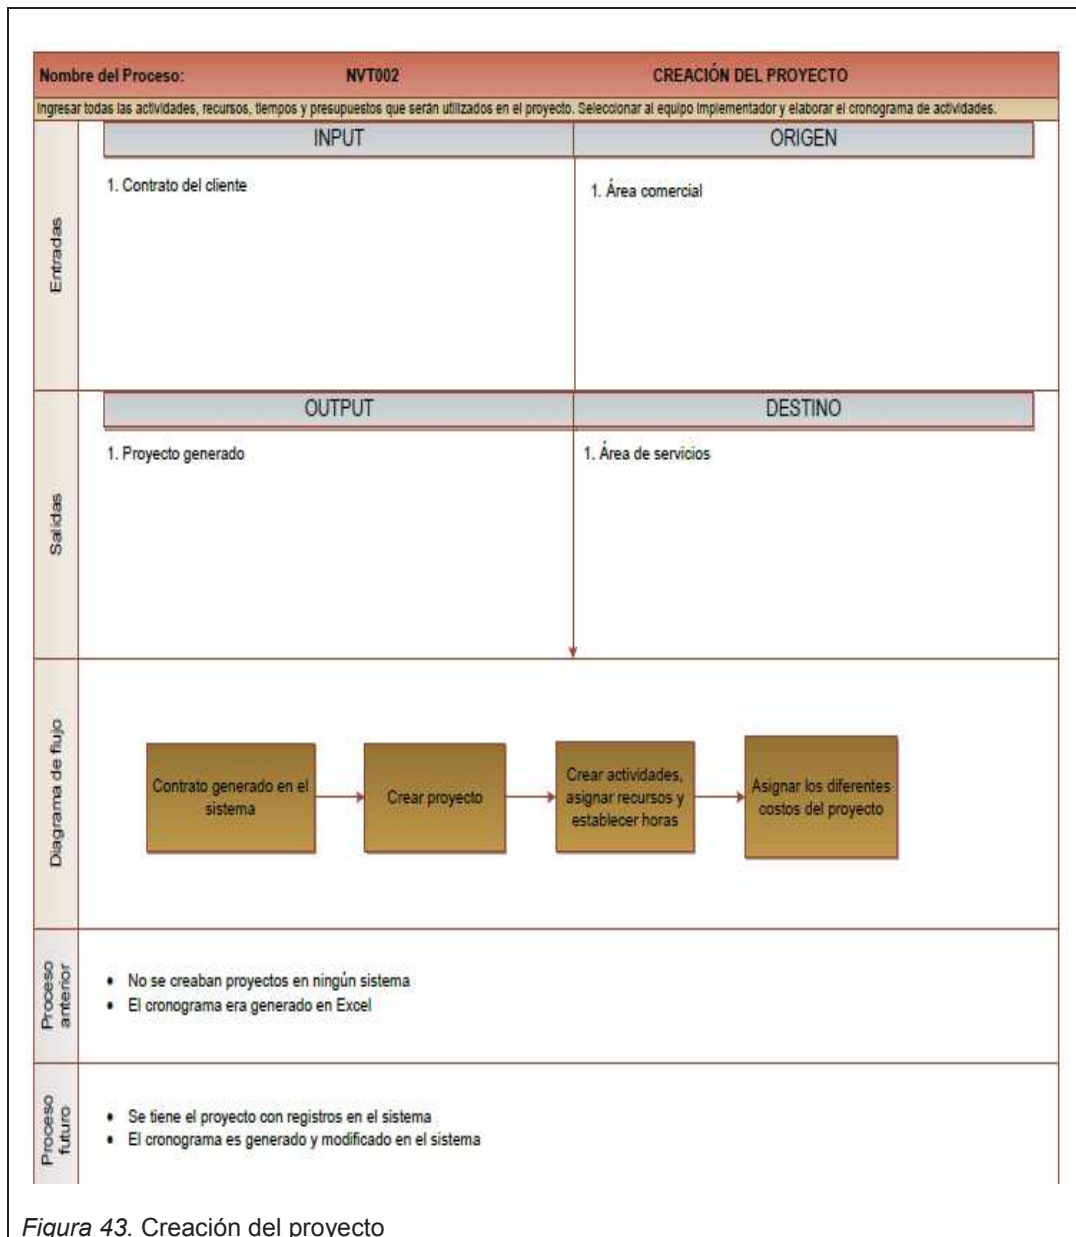 Nombre del Proceso: NVT002 CREACIÓN DEL PROYECTO
Ingresar todas las actividades, recursos, tiempos y presupuestos que serán utilizados en el proyecto. Seleccionar al equipo implementador y elaborar el cronograma de actividades.
Entradas
INPUT ORIGEN
1. Contrato del cliente 1. Área comercial
Salidas
OUTPUT DESTINO
1. Proyecto generado 1. Área de servicios
Diagrama de flujo
Contrato generado en el
sistema
Crear proyecto
Crear actividades,
asignar recursos y
establecer horas
Asignar los diferentes
costos del proyecto
Proceso
anterior
• No se creaban proyectos en ningún sistema
• El cronograma era generado en Excel
Proceso
futuro
• Se tiene el proyecto con registros en el sistema
• El cronograma es generado y modificado en el sistema
Figura 43. Creación del proyecto